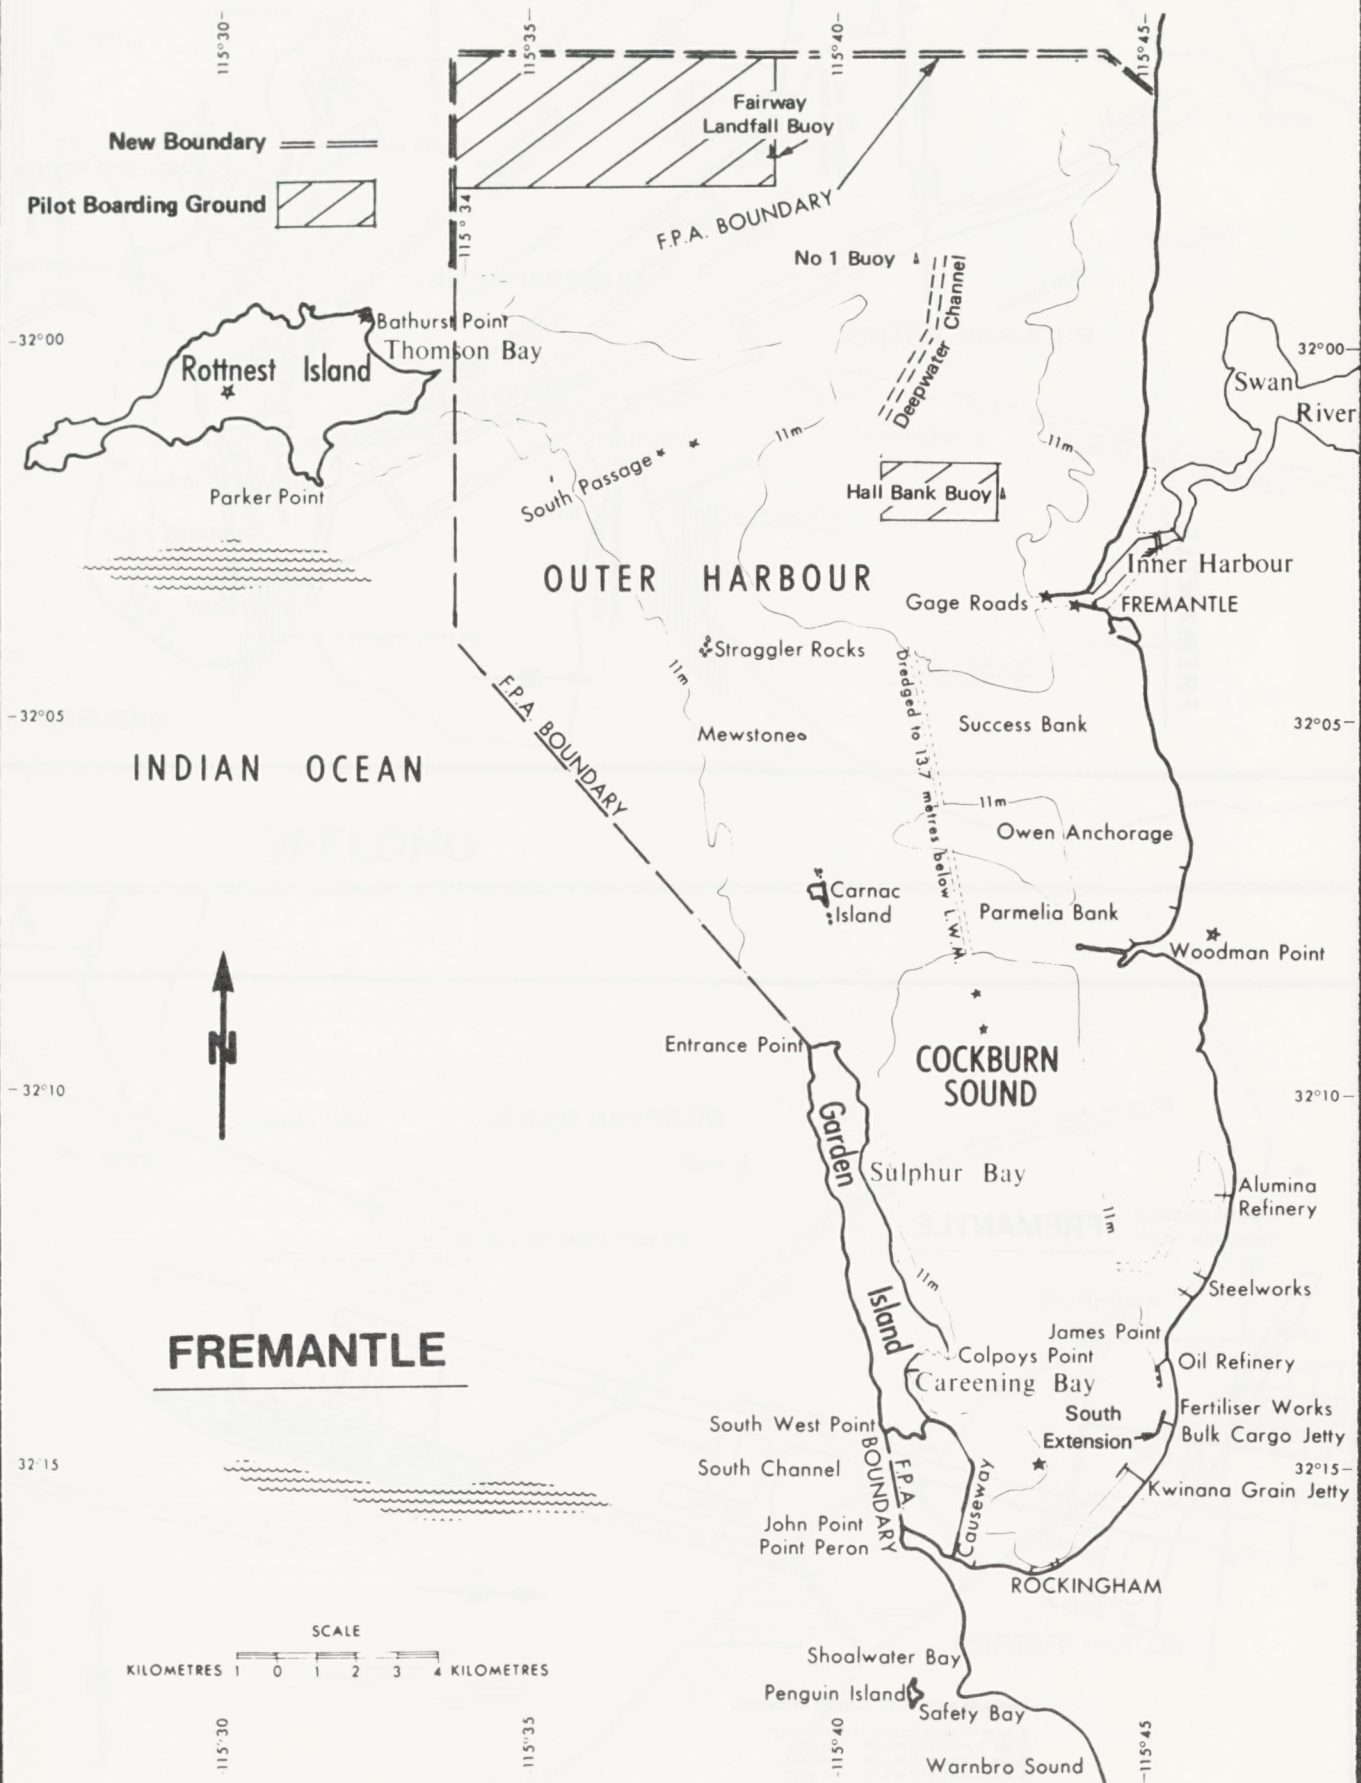 115°30
115°35
115°40
115°45
Fairway
Landfall Buoy
New Boundary
Pilot Boarding Ground
115°34
F.P.A. BOUNDARY
No 1 Buoy
Deepwater Channel
Bathurst Point
Thomson Bay
32°00
32°00
Rottnest Island
Swan
River
11m
11m
South Passage
Hall Bank Buoy
Parker Point
Inner Harbour
OUTER HARBOUR
Gage Roads
FREMANTLE
Straggler Rocks
11m
Dredged to 13.7 metres below L.W.M.
F.P.A. BOUNDARY
32°05
32°05
Success Bank
Mewstone
INDIAN OCEAN
11m
Owen Anchorage
Carnac
Island
Parmelia Bank
Woodman Point
N
Entrance Point
COCKBURN
SOUND
32°10
32°10
Garden
Island
Sulphur Bay
Alumina
Refinery
11m
11m
Steelworks
FREMANTLE
James Point
Colpoys Point
Oil Refinery
Careening Bay
South
Extension
Fertiliser Works
Bulk Cargo Jetty
South West Point
F.P.A.
BOUNDARY
South Channel
32°15
32°15
Kwinana Grain Jetty
Causeway
John Point
Point Peron
ROCKINGHAM
SCALE
KILOMETRES 1 0 1 2 3 4 KILOMETRES
Shoalwater Bay
Penguin Island
Safety Bay
Warnbro Sound
115°30
115°35
115°40
115°45